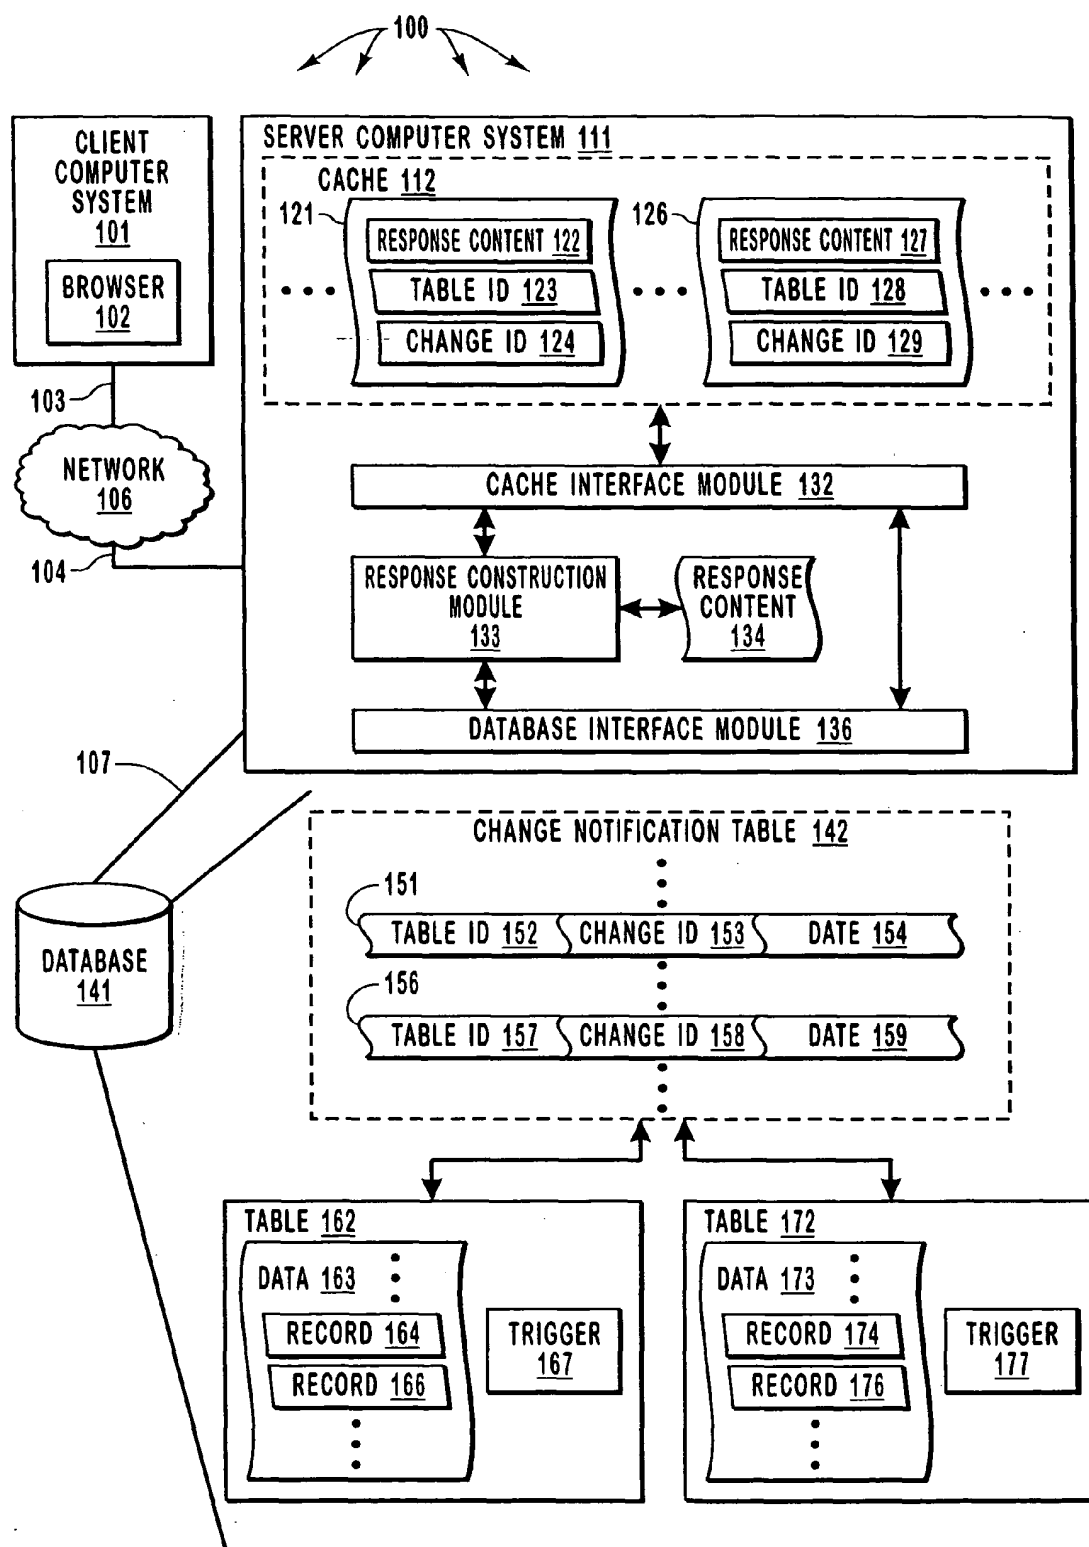 100
CLIENT
COMPUTER
SYSTEM
101
BROWSER
102
103
NETWORK
106
104
SERVER COMPUTER SYSTEM 111
CACHE 112
121
RESPONSE CONTENT 122
TABLE ID 123
CHANGE ID 124
126
RESPONSE CONTENT 127
TABLE ID 128
CHANGE ID 129
CACHE INTERFACE MODULE 132
RESPONSE CONSTRUCTION
MODULE
133
RESPONSE
CONTENT
134
DATABASE INTERFACE MODULE 136
107
DATABASE
141
CHANGE NOTIFICATION TABLE 142
151
TABLE ID 152
CHANGE ID 153
DATE 154
156
TABLE ID 157
CHANGE ID 158
DATE 159
TABLE 162
DATA 163
RECORD 164
RECORD 166
TRIGGER
167
TABLE 172
DATA 173
RECORD 174
RECORD 176
TRIGGER
177